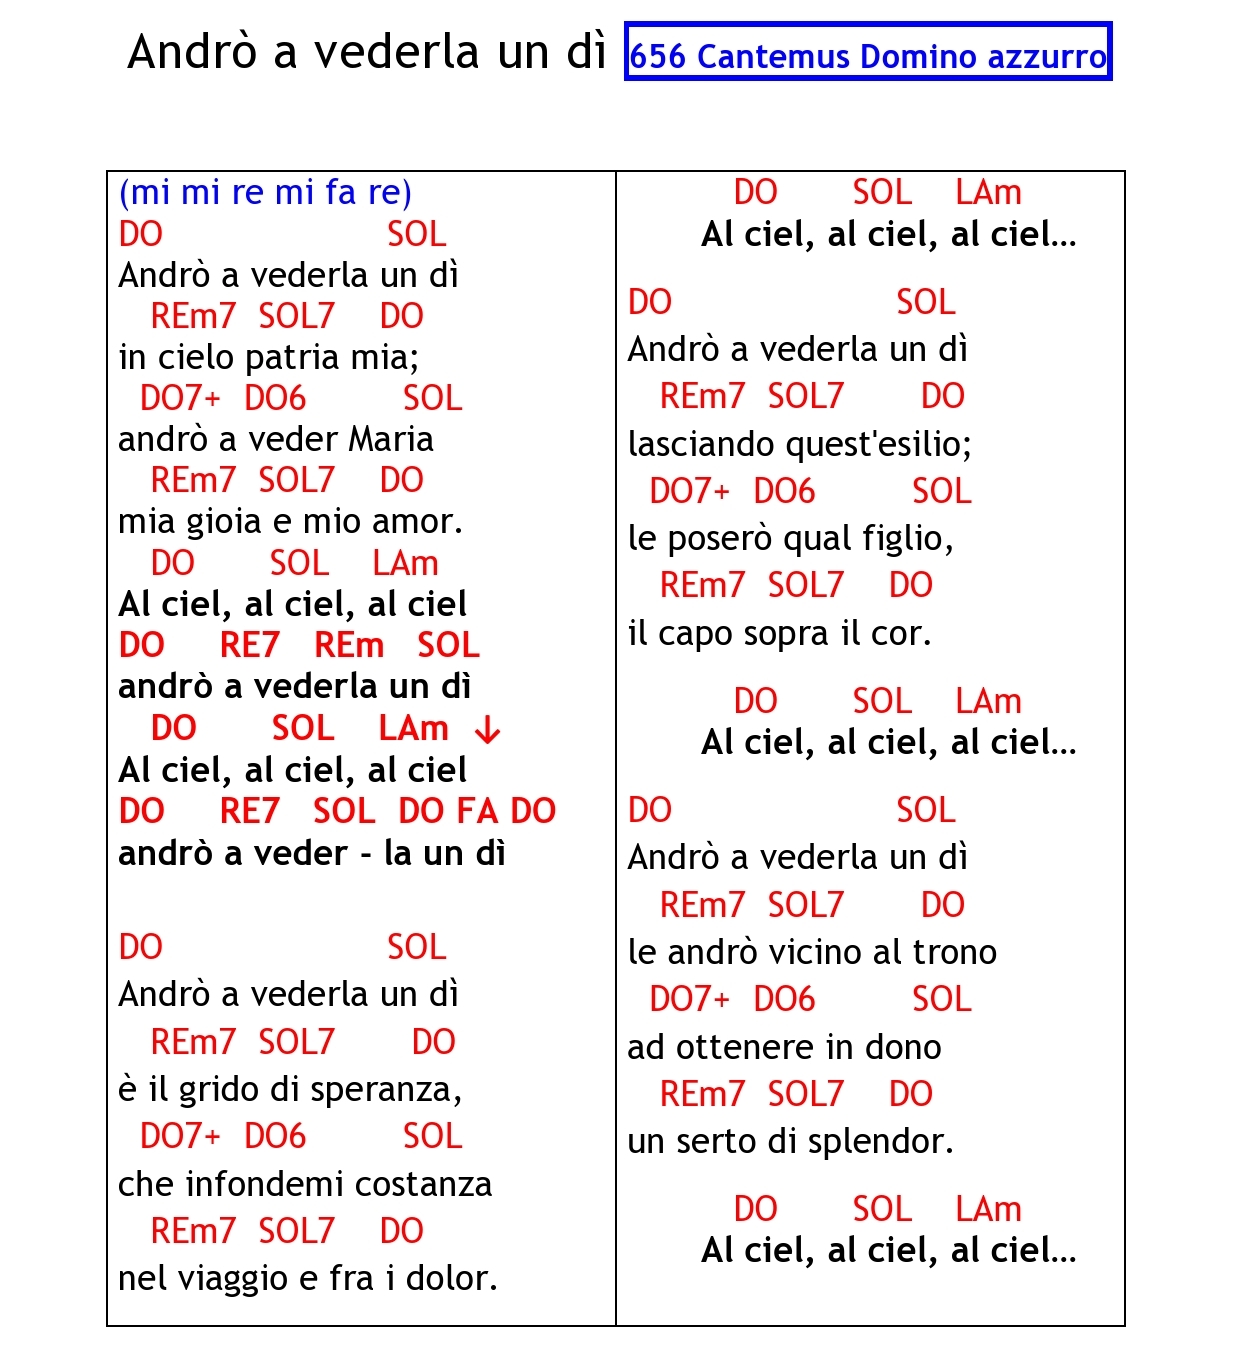 Andrò a vederla un dì 656 Cantemus Domino azzurro
(mi mi re mi fa re)
DO SOL
Andrò a vederla un dì
REm7 SOL7 DO
in cielo patria mia;
DO7+ DO6 SOL
andrò a veder Maria
REm7 SOL7 DO
mia gioia e mio amor.
DO SOL LAm
Al ciel, al ciel, al ciel
DO RE7 REm SOL
andrò a vederla un dì
DO SOL LAm ↓
Al ciel, al ciel, al ciel
DO RE7 SOL DO FA DO
andrò a veder - la un dì
DO SOL
Andrò a vederla un dì
REm7 SOL7 DO
è il grido di speranza,
DO7+ DO6 SOL
che infondemi costanza
REm7 SOL7 DO
nel viaggio e fra i dolor.
DO SOL LAm
Al ciel, al ciel, al ciel...
DO SOL
Andrò a vederla un dì
REm7 SOL7 DO
lasciando quest'esilio;
DO7+ DO6 SOL
le poserò qual figlio,
REm7 SOL7 DO
il capo sopra il cor.
DO SOL LAm
Al ciel, al ciel, al ciel...
DO SOL
Andrò a vederla un dì
REm7 SOL7 DO
le andrò vicino al trono
DO7+ DO6 SOL
ad ottenere in dono
REm7 SOL7 DO
un serto di splendor.
DO SOL LAm
Al ciel, al ciel, al ciel...